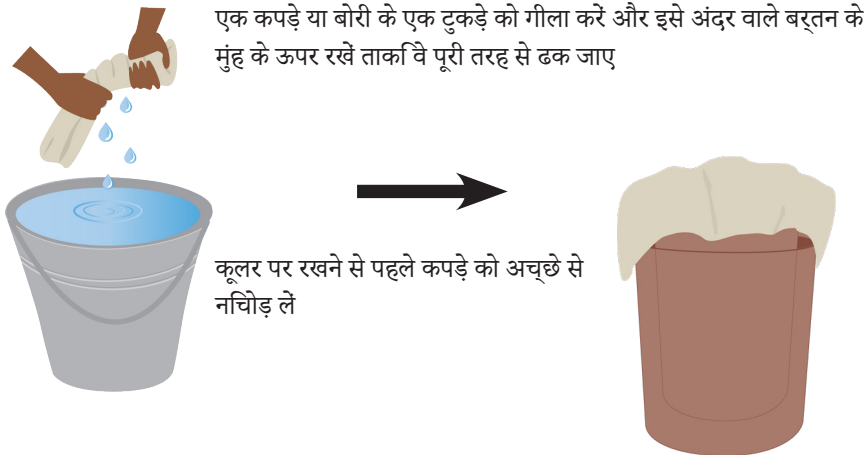 एक कपड़े या बोरी के एक टुकड़े को गीला करें और इसे अंदर वाले बर्तन के
मुंह के ऊपर रखें ताकि वे पूरी तरह से ढक जाए
कूलर पर रखने से पहले कपड़े को अच्छे से
निचोड़ लें